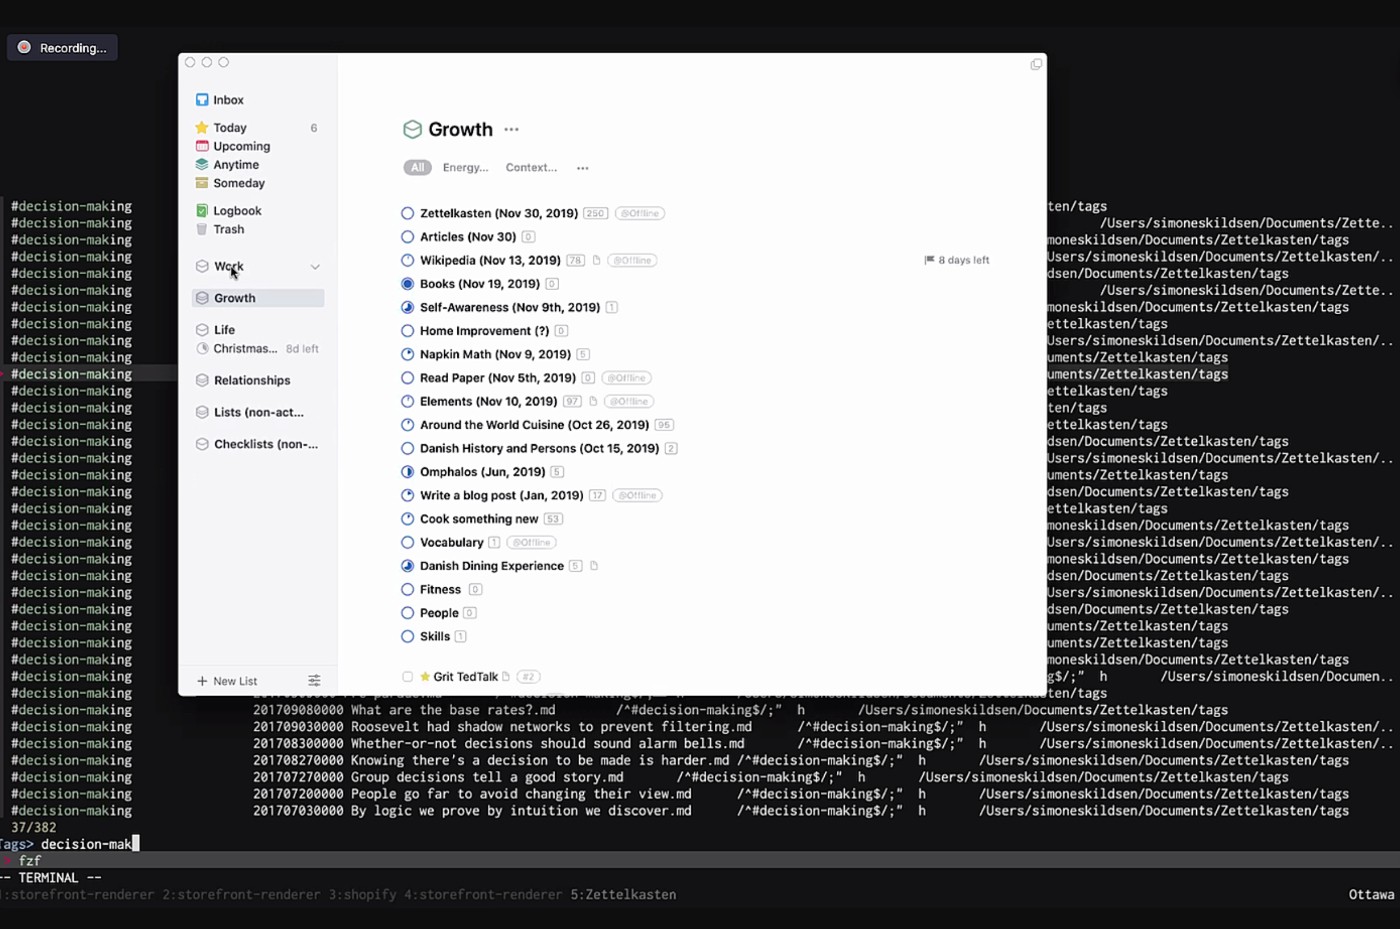 Recording...
Inbox
Today 6
Upcoming
Anytime
Someday
Logbook
Trash
Work
Growth
Life
Christmas... 8d left
Relationships
Lists (non-act...
Checklists (non-...
+ New List
Growth ...
All Energy... Context... ...
Zettelkasten (Nov 30, 2019) 250 @Offline
Articles (Nov 30) 0
Wikipedia (Nov 13, 2019) 78 @Offline 8 days left
Books (Nov 19, 2019) 0
Self-Awareness (Nov 9th, 2019) 1
Home Improvement (?) 0
Napkin Math (Nov 9, 2019) 5
Read Paper (Nov 5th, 2019) 0 @Offline
Elements (Nov 10, 2019) 97 @Offline
Around the World Cuisine (Oct 26, 2019) 95
Danish History and Persons (Oct 15, 2019) 2
Omphalos (Jun, 2019) 5
Write a blog post (Jan, 2019) 17 @Offline
Cook something new 53
Vocabulary 1 @Offline
Danish Dining Experience 5
Fitness 0
People 0
Skills 1
Grit TedTalk #2
#decision-making ten/tags
#decision-making /Users/simoneskildsen/Documents/Zette..
#decision-making moneskildsen/Documents/Zettelkasten/tags
#decision-making moneskildsen/Documents/Zettelkasten/..
#decision-making dsen/Documents/Zettelkasten/tags
#decision-making /Users/simoneskildsen/Documents/Zette..
#decision-making moneskildsen/Documents/Zettelkasten/tags
#decision-making ettelkasten/tags
#decision-making moneskildsen/Documents/Zettelkasten/..
#decision-making uments/Zettelkasten/tags
#decision-making uments/Zettelkasten/tags
#decision-making ettelkasten/tags
#decision-making ten/tags
#decision-making ettelkasten/tags
#decision-making dsen/Documents/Zettelkasten/tags
#decision-making moneskildsen/Documents/Zettelkasten/..
#decision-making uments/Zettelkasten/tags
#decision-making dsen/Documents/Zettelkasten/tags
#decision-making ettelkasten/tags
#decision-making moneskildsen/Documents/Zettelkasten/tags
#decision-making moneskildsen/Documents/Zettelkasten/..
#decision-making moneskildsen/Documents/Zettelkasten/tags
#decision-making dsen/Documents/Zettelkasten/tags
#decision-making moneskildsen/Documents/Zettelkasten/..
#decision-making dsen/Documents/Zettelkasten/tags
#decision-making uments/Zettelkasten/tags
#decision-making uments/Zettelkasten/tags
#decision-making moneskildsen/Documents/Zettelkasten/tags
#decision-making g$/;" h /Users/simoneskildsen/Documen..
#decision-making ten/tags
#decision-making 201709080000 What are the base rates?.md /^#decision-making$/;" h /Users/simoneskildsen/Documents/Zettelkasten/tags
#decision-making 201709030000 Roosevelt had shadow networks to prevent filtering.md /^#decision-making$/;" h /Users/simoneskildsen/Documents/Zettelkasten/..
#decision-making 201708300000 Whether-or-not decisions should sound alarm bells.md /^#decision-making$/;" h /Users/simoneskildsen/Documents/Zettelkasten/..
#decision-making 201708270000 Knowing there's a decision to be made is harder.md /^#decision-making$/;" h /Users/simoneskildsen/Documents/Zettelkasten/tags
#decision-making 201707270000 Group decisions tell a good story.md /^#decision-making$/;" h /Users/simoneskildsen/Documents/Zettelkasten/tags
#decision-making 201707200000 People go far to avoid changing their view.md /^#decision-making$/;" h /Users/simoneskildsen/Documents/Zettelkasten/tags
#decision-making 201707030000 By logic we prove by intuition we discover.md /^#decision-making$/;" h /Users/simoneskildsen/Documents/Zettelkasten/tags
37/382
Tags> decision-mak
fzf
-- TERMINAL --
1:storefront-renderer 2:storefront-renderer 3:shopify 4:storefront-renderer 5:Zettelkasten Ottawa